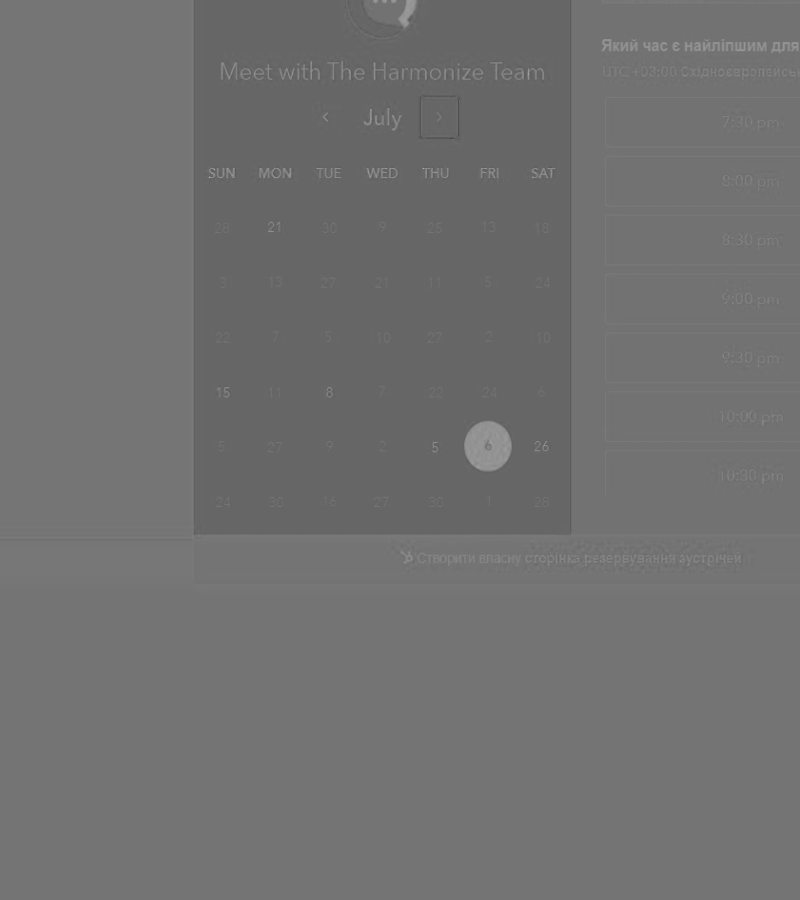 Meet with The Harmonize Team
July
SUN MON TUE WED THU FRI SAT
28 21 30 9 25 13 18
3 13 27 21 11 5 24
22 7 5 10 27 2 10
15 11 8 7 22 24 6
5 27 9 2 5 6 26
24 30 16 27 30 1 28
Створити власну сторінка резервування зустрічей
Який час є найліпшим для
UTC +02:00 Східноєвропейськ
7:30 pm
8:00 pm
8:30 pm
9:00 pm
9:30 pm
10:00 pm
10:30 pm